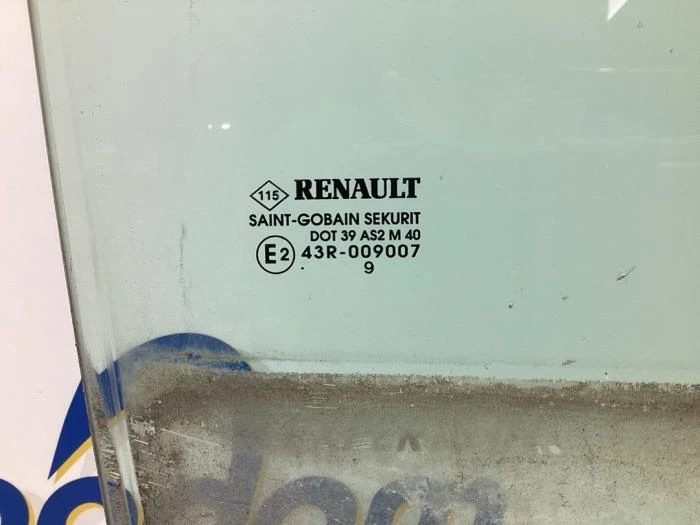 115 RENAULT
SAINT-GOBAIN SEKURIT
DOT 39 AS2 M 40
E2 43R-009007
9